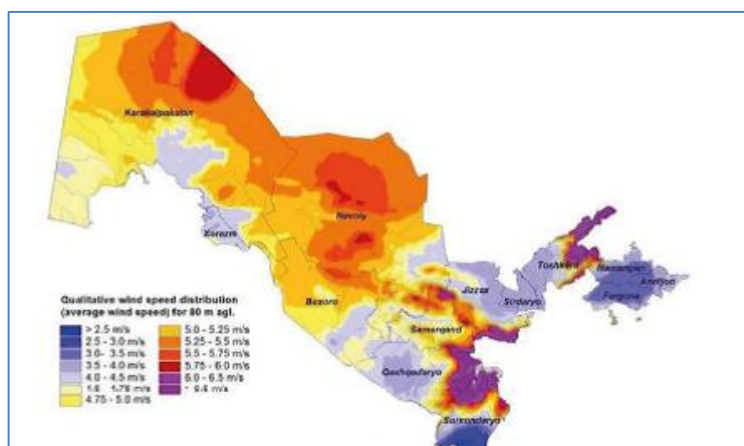 Karakalpakstan
Navoiy
Xorazm
Buxoro
Toshkent
Namangan
Andijon
Fargona
Jizzax
Sirdaryo
Samarqand
Qashqadaryo
Surxondaryo
Qualitative wind speed distribution
(average wind speed) for 80 m agl.
> 2.5 m/s
2.5 - 3.0 m/s
3.0- 3.5 m/s
3.5 - 4.0 m/s
4.0 - 4.5 m/s
4.75 - 5.0 m/s
5.0 - 5.25 m/s
5.25 - 5.5 m/s
5.5 - 5.75 m/s
5.75 - 6.0 m/s
6.0 - 6.5 m/s